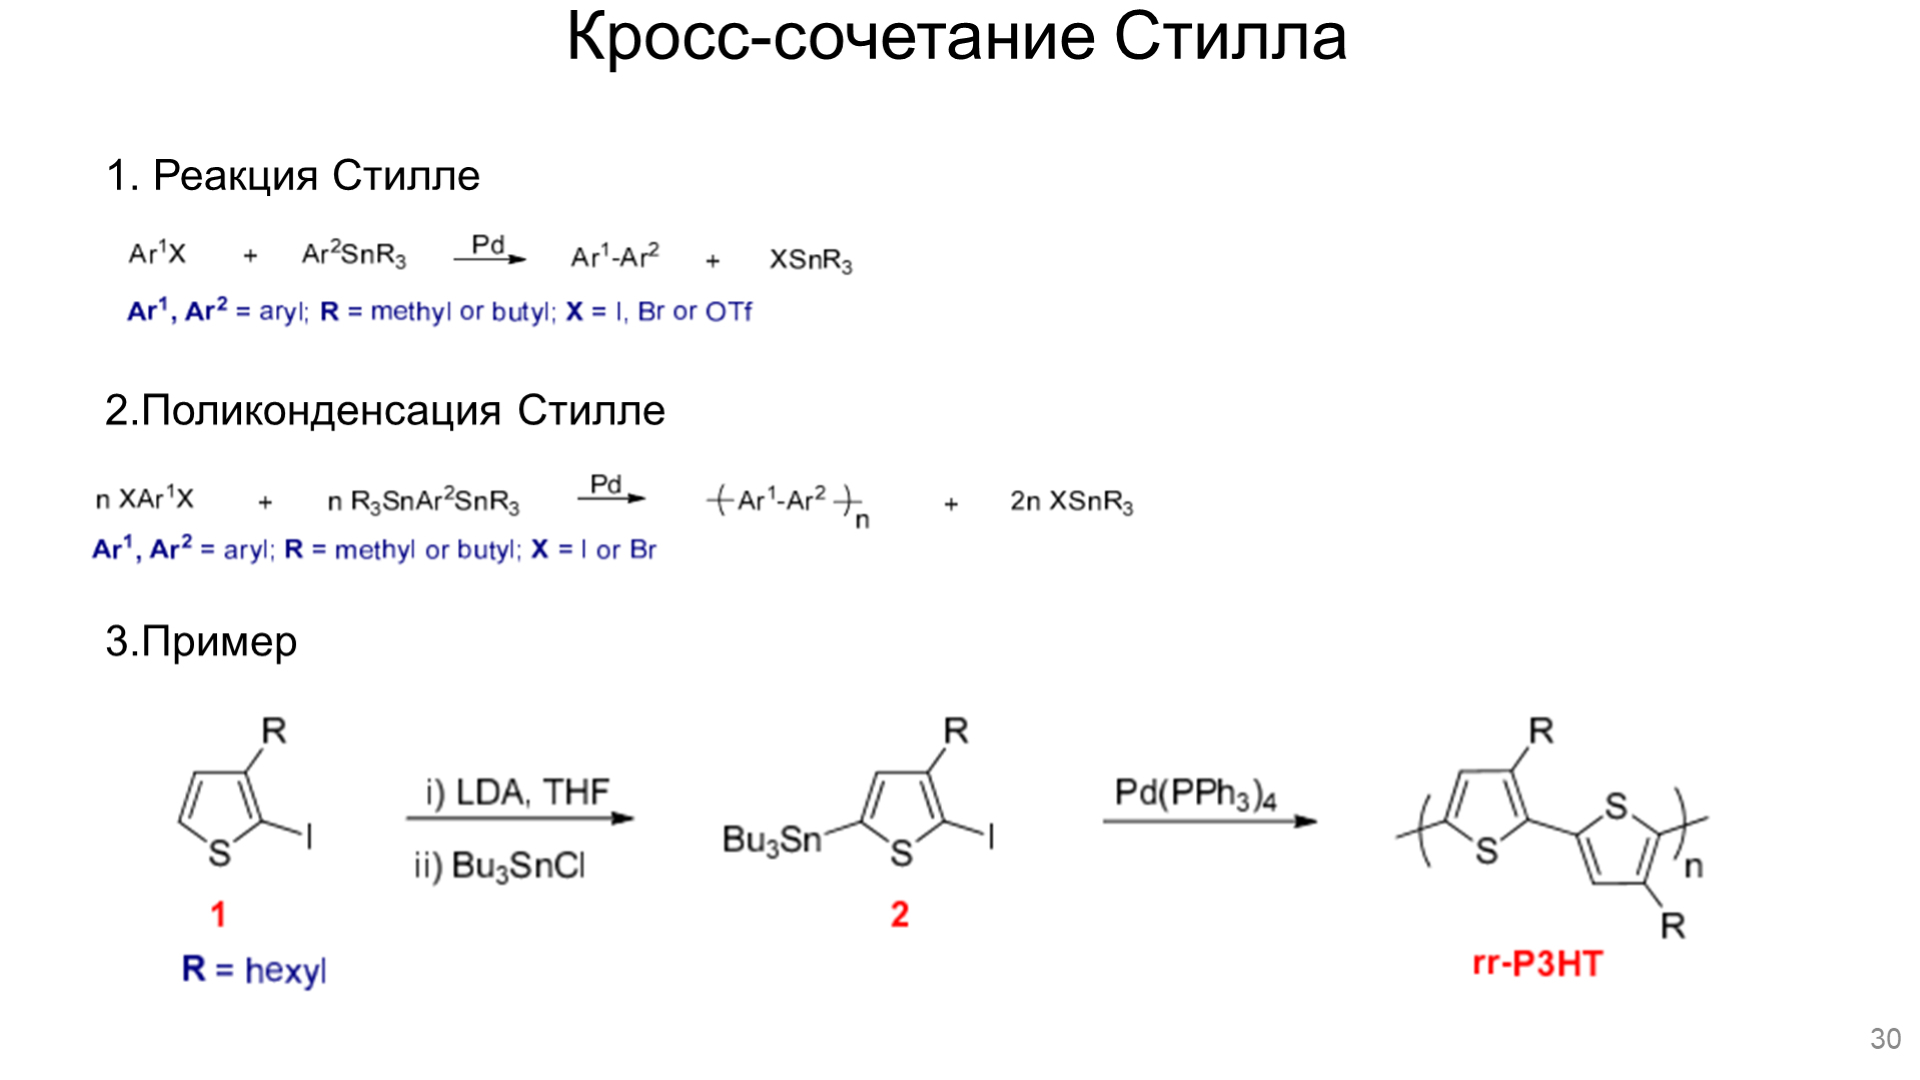 Кросс-сочетание Стилла
1. Реакция Стилле
Ar¹X + Ar²SnR₃ Pd Ar¹-Ar² + XSnR₃
Ar¹, Ar² = aryl; R = methyl or butyl; X = I, Br or OTf
2.Поликонденсация Стилле
n XAr¹X + n R₃SnAr²SnR₃ Pd (Ar¹-Ar²)n + 2n XSnR₃
Ar¹, Ar² = aryl; R = methyl or butyl; X = I or Br
3.Пример
R R R
i) LDA, THF Pd(PPh₃)₄ S
S I Bu₃Sn S I S n
ii) Bu₃SnCl
1 2 R
R = hexyl rr-P3HT
30